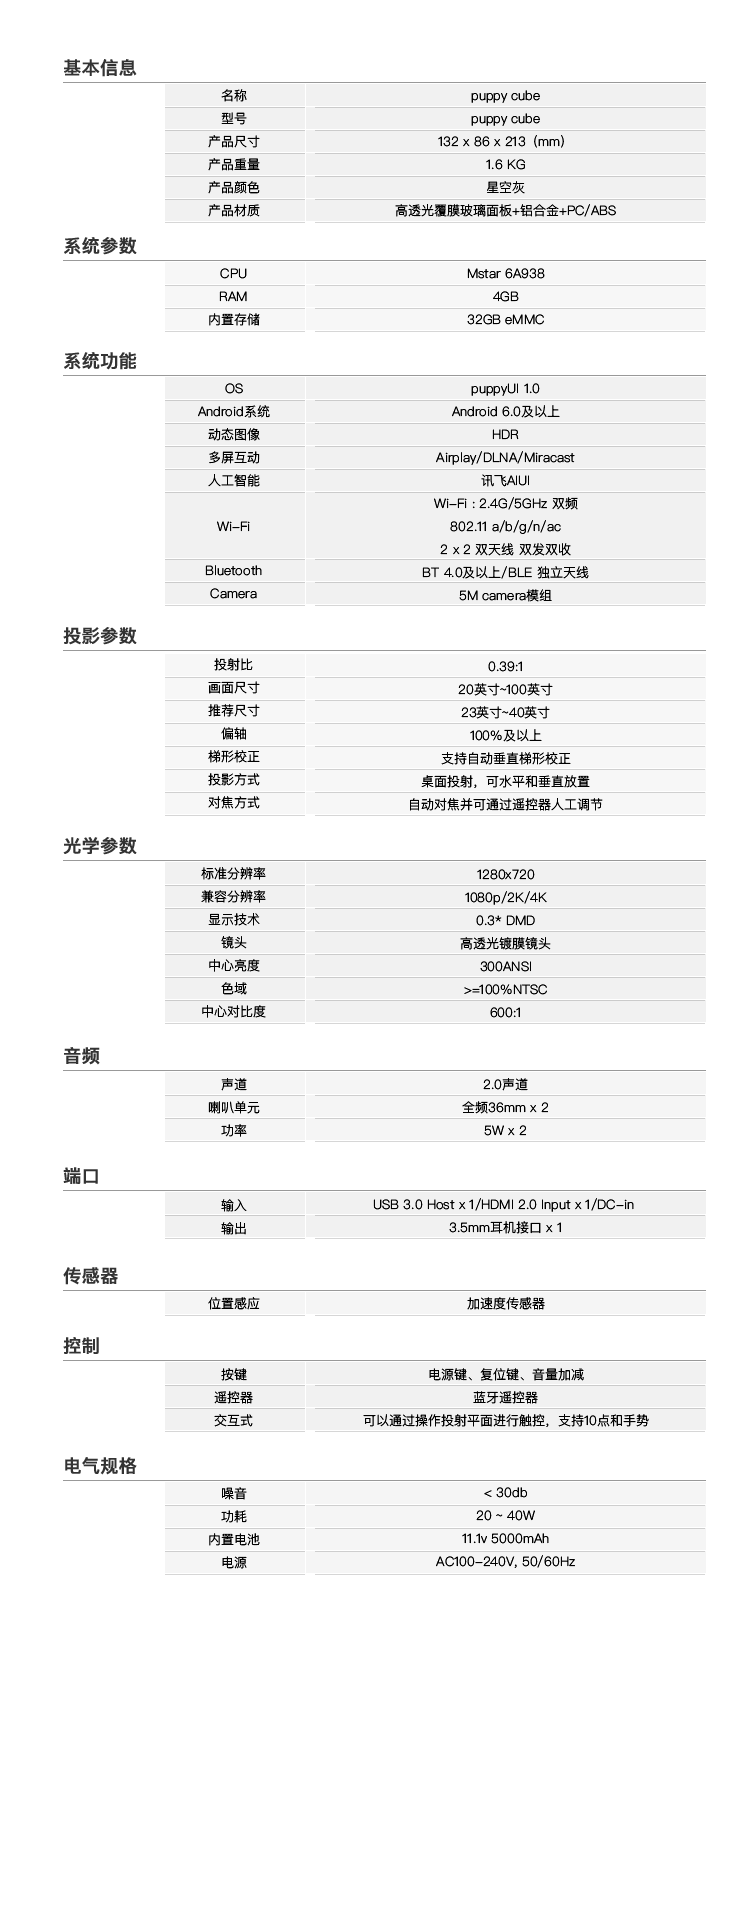 基本信息
名称 puppy cube
型号 puppy cube
产品尺寸 132 x 86 x 213（mm）
产品重量 1.6 KG
产品颜色 星空灰
产品材质 高透光覆膜玻璃面板+铝合金+PC/ABS
系统参数
CPU Mstar 6A938
RAM 4GB
内置存储 32GB eMMC
系统功能
OS puppyUI 1.0
Android系统 Android 6.0及以上
动态图像 HDR
多屏互动 Airplay/DLNA/Miracast
人工智能 讯飞AIUI
Wi-Fi : 2.4G/5GHz 双频
Wi-Fi 802.11 a/b/g/n/ac
2 x 2 双天线 双发双收
Bluetooth BT 4.0及以上/BLE 独立天线
Camera 5M camera模组
投影参数
投射比 0.39:1
画面尺寸 20英寸~100英寸
推荐尺寸 23英寸~40英寸
偏轴 100%及以上
梯形校正 支持自动垂直梯形校正
投影方式 桌面投射，可水平和垂直放置
对焦方式 自动对焦并可通过遥控器人工调节
光学参数
标准分辨率 1280x720
兼容分辨率 1080p/2K/4K
显示技术 0.3* DMD
镜头 高透光镀膜镜头
中心亮度 300ANSI
色域 >=100%NTSC
中心对比度 600:1
音频
声道 2.0声道
喇叭单元 全频36mm x 2
功率 5W x 2
端口
输入 USB 3.0 Host x 1/HDMI 2.0 Input x 1/DC-in
输出 3.5mm耳机接口 x 1
传感器
位置感应 加速度传感器
控制
按键 电源键、复位键、音量加减
遥控器 蓝牙遥控器
交互式 可以通过操作投射平面进行触控，支持10点和手势
电气规格
噪音 < 30db
功耗 20 ~ 40W
内置电池 11.1v 5000mAh
电源 AC100-240V, 50/60Hz